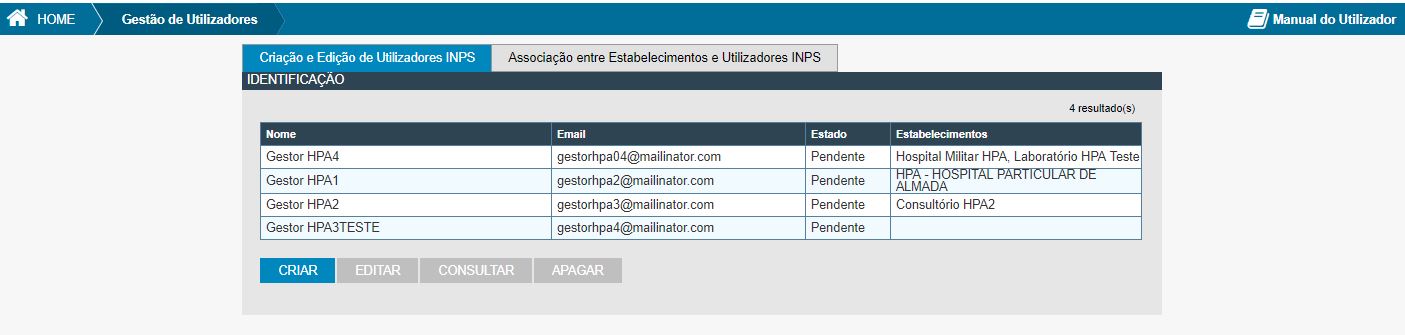 HOME Gestão de Utilizadores Manual do Utilizador
Criação e Edição de Utilizadores INPS Associação entre Estabelecimentos e Utilizadores INPS
IDENTIFICAÇÃO
4 resultado(s)
Nome Email Estado Estabelecimentos
Gestor HPA4 gestorhpa04@mailinator.com Pendente Hospital Militar HPA, Laboratório HPA Teste
Gestor HPA1 gestorhpa2@mailinator.com Pendente HPA - HOSPITAL PARTICULAR DE
ALMADA
Gestor HPA2 gestorhpa3@mailinator.com Pendente Consultório HPA2
Gestor HPA3TESTE gestorhpa4@mailinator.com Pendente
CRIAR EDITAR CONSULTAR APAGAR